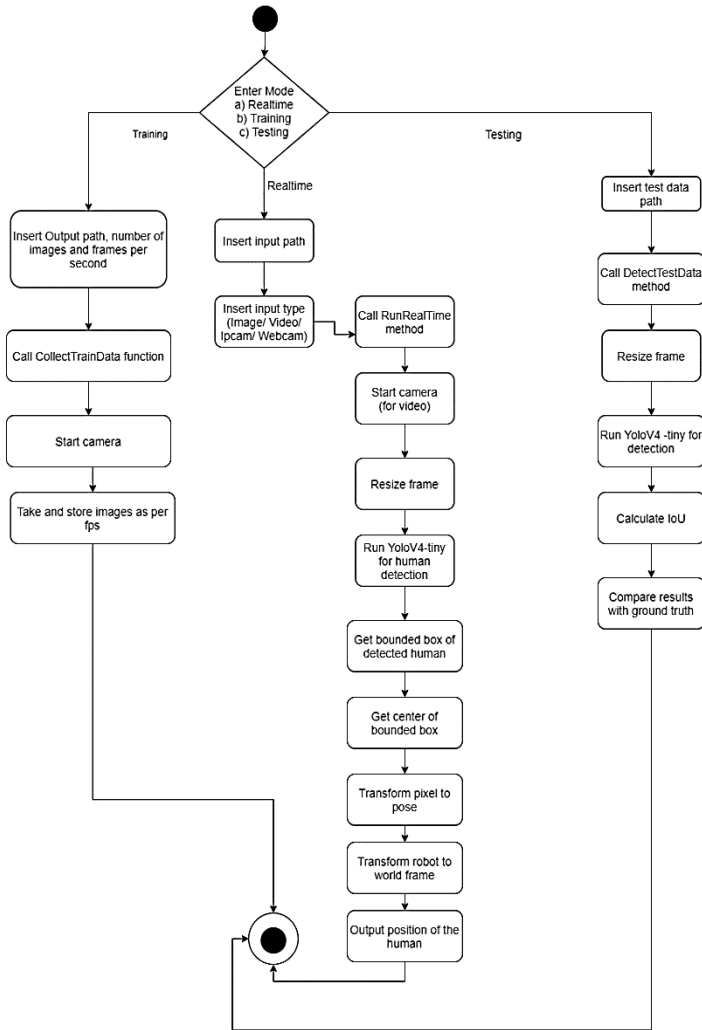 Enter Mode
a) Realtime
b) Training
c) Testing
Training
Realtime
Testing
Insert Output path, number of
images and frames per
second
Call CollectTrainData function
Start camera
Take and store images as per
fps
Insert input path
Insert input type
(Image/ Video/
Ipcam/ Webcam)
Call RunRealTime
method
Start camera
(for video)
Resize frame
Run YoloV4-tiny
for human
detection
Get bounded box of
detected human
Get center of
bounded box
Transform pixel to
pose
Transform robot to
world frame
Output position of the
human
Insert test data
path
Call DetectTestData
method
Resize frame
Run YoloV4 -tiny for
detection
Calculate IoU
Compare results
with ground truth